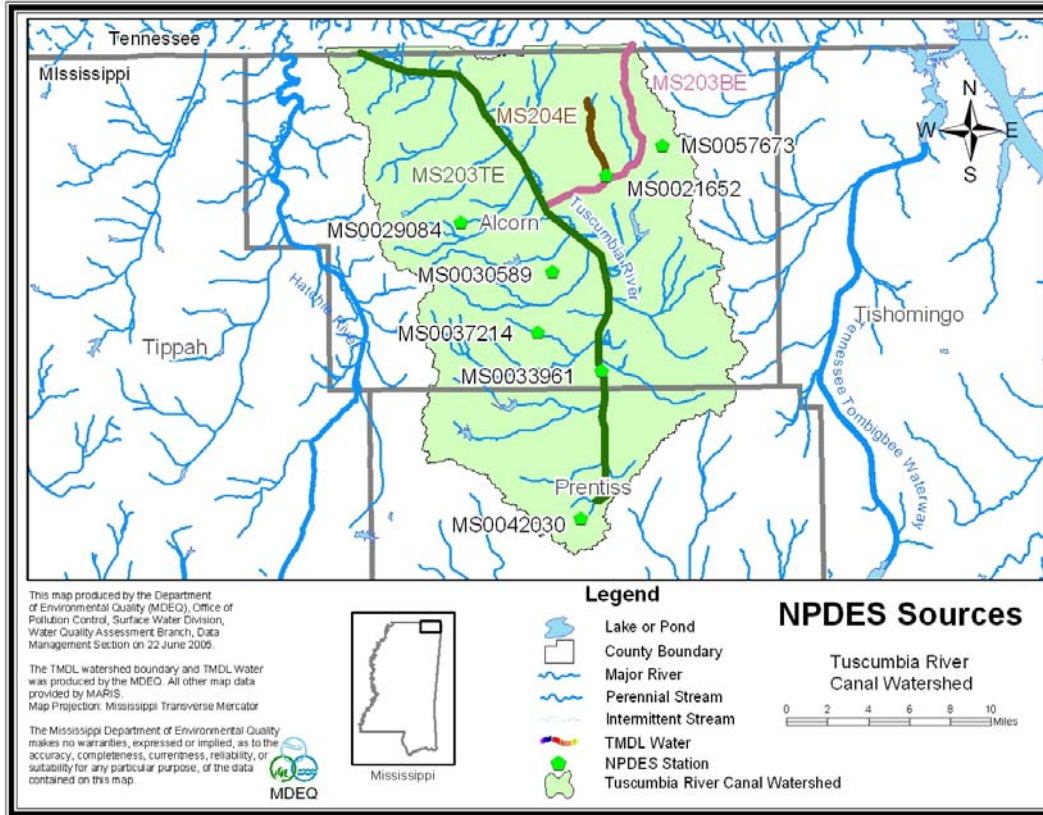 Tennessee
MIssissippi
MS203BE
MS204E
MS0057673
N
W
E
S
MS203TE
MS0021652
MS0029084
Alcorn
Tuscumbia River
MS0030589
Hatchie River
Tippah
MS0037214
Tishomingo
MS0033961
Tennessee Tombigbee Waterway
Prentiss
MS0042030
This map produced by the Department
of Environmental Quality (MDEQ), Office of
Pollution Control, Surface Water Division,
Water Quality Assessment Branch, Data
Management Section on 22 June 2005.
The TMDL watershed boundary and TMDL Water
was produced by the MDEQ. All other map data
provided by MARIS.
Map Projection: Mississippi Transverse Mercator
The Mississippi Department of Environmental Quality
makes no warranties, expressed or implied, as to the
accuracy, completeness, currentness, reliability, or
suitability for any particular purpose, of the data
contained on this map.
MDEQ
Mississippi
Legend
Lake or Pond
County Boundary
Major River
Perennial Stream
Intermittent Stream
TMDL Water
NPDES Station
Tuscumbia River Canal Watershed
NPDES Sources
Tuscumbia River
Canal Watershed
0 2 4 6 8 10
Miles